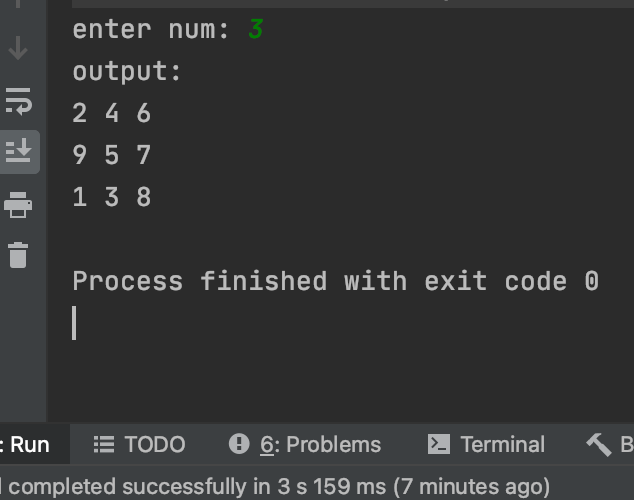 enter num: 3
output:
2 4 6
9 5 7
1 3 8
Process finished with exit code 0
: Run TODO 6: Problems Terminal B
completed successfully in 3 s 159 ms (7 minutes ago)